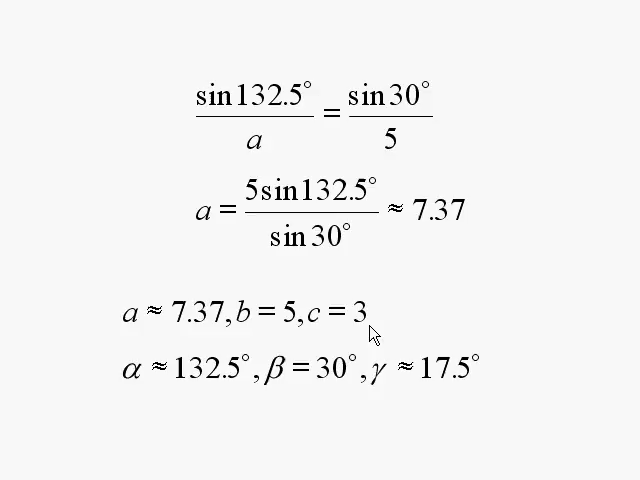 sin132.5° / a = sin30° / 5
a = 5sin132.5° / sin30° ≈ 7.37
a ≈ 7.37, b = 5, c = 3
α ≈ 132.5°, β = 30°, γ ≈ 17.5°